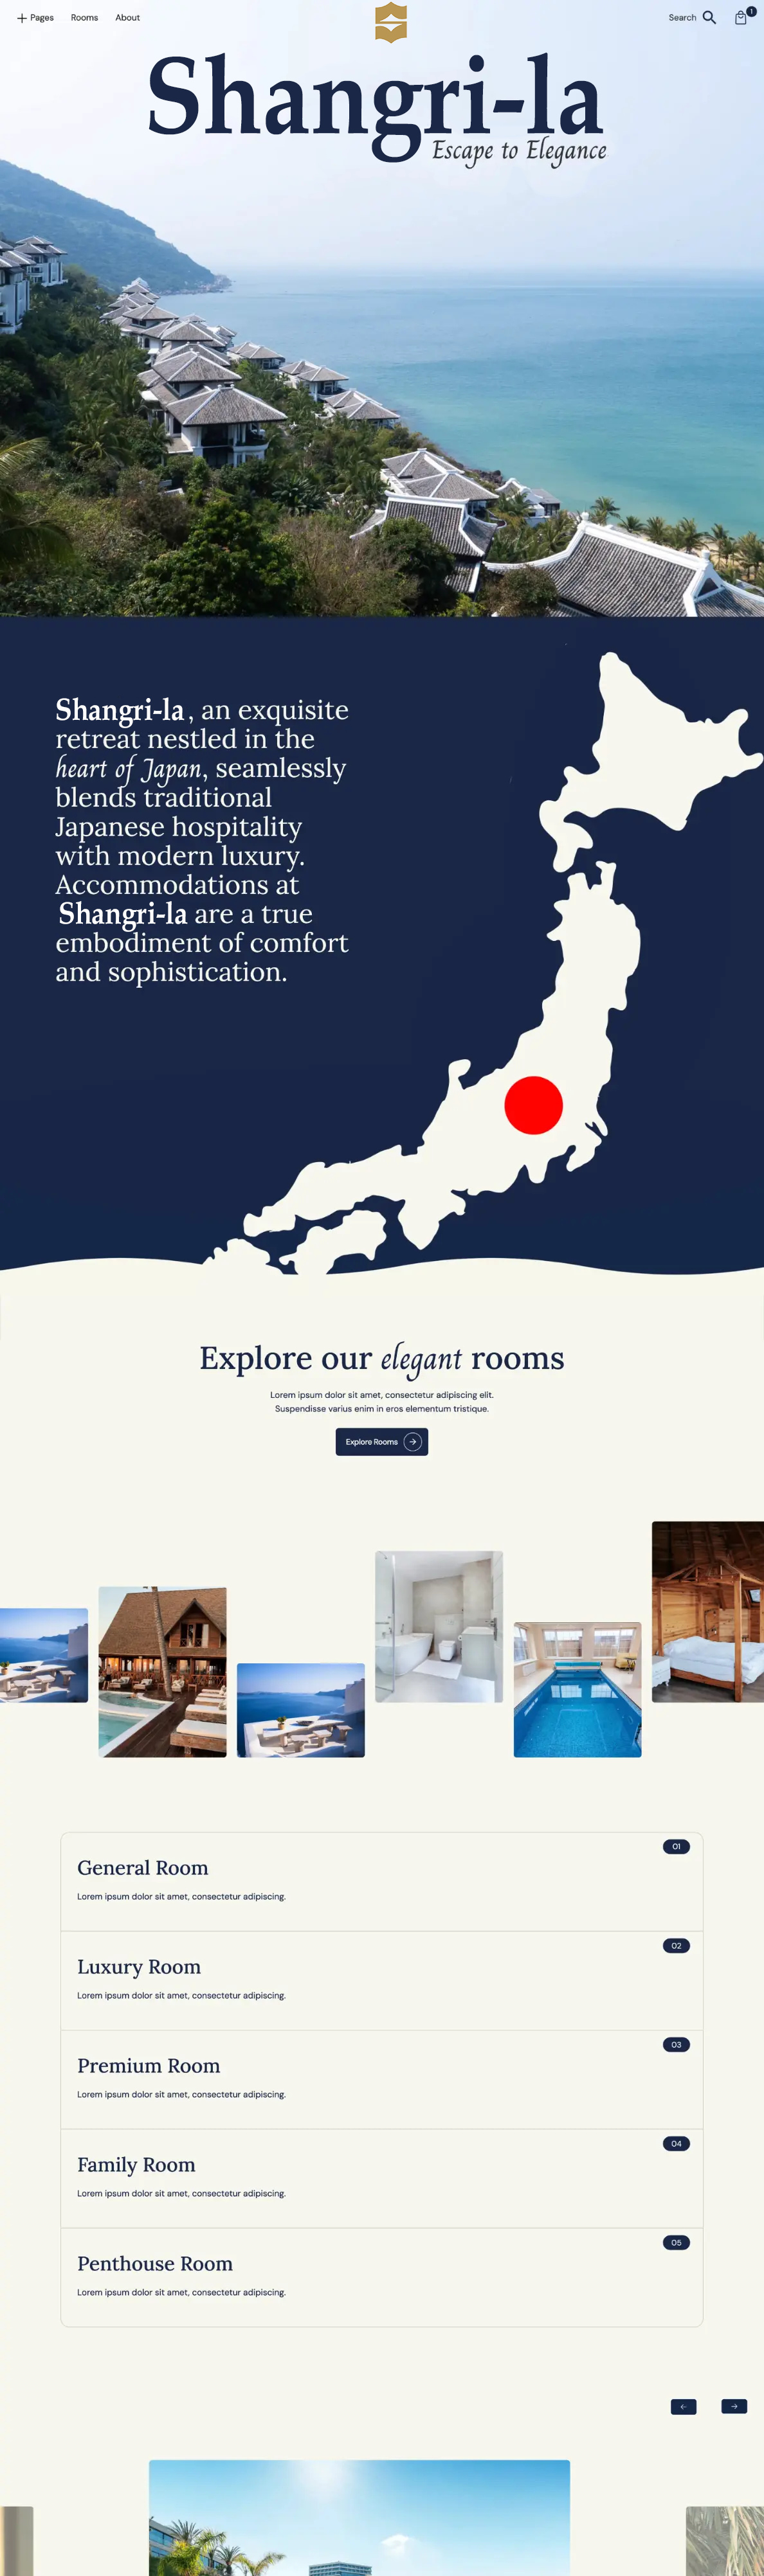 Pages
Rooms
About
Search
1
Shangri-la
Escape to Elegance
Shangri-la, an exquisite
retreat nestled in the
heart of Japan, seamlessly
blends traditional
Japanese hospitality
with modern luxury.
Accommodations at
Shangri-la are a true
embodiment of comfort
and sophistication.
Explore our elegant rooms
Lorem ipsum dolor sit amet, consectetur adipiscing elit.
Suspendisse varius enim in eros elementum tristique.
Explore Rooms
01
General Room
Lorem ipsum dolor sit amet, consectetur adipiscing.
02
Luxury Room
Lorem ipsum dolor sit amet, consectetur adipiscing.
03
Premium Room
Lorem ipsum dolor sit amet, consectetur adipiscing.
04
Family Room
Lorem ipsum dolor sit amet, consectetur adipiscing.
05
Penthouse Room
Lorem ipsum dolor sit amet, consectetur adipiscing.